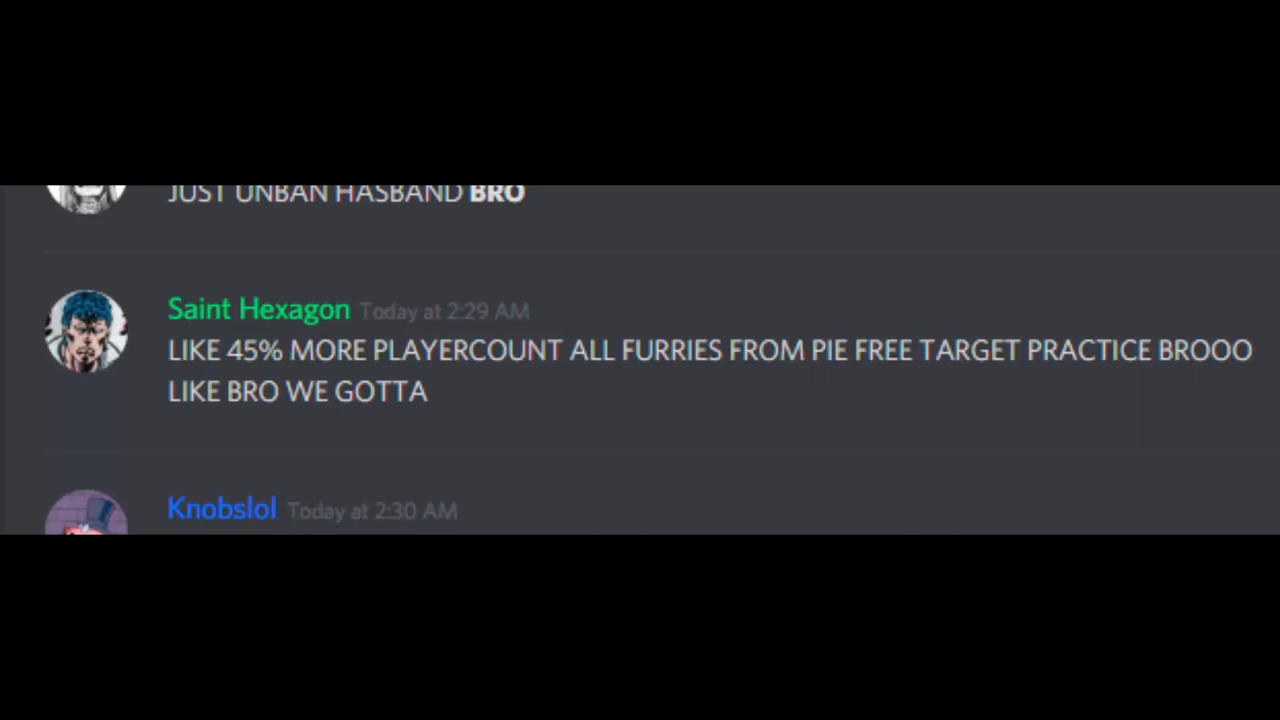 JUST UNBAN HASBAND BRO
Saint Hexagon Today at 2:29 AM
LIKE 45% MORE PLAYERCOUNT ALL FURRIES FROM PIE FREE TARGET PRACTICE BROOO
LIKE BRO WE GOTTA
Knobslol Today at 2:30 AM